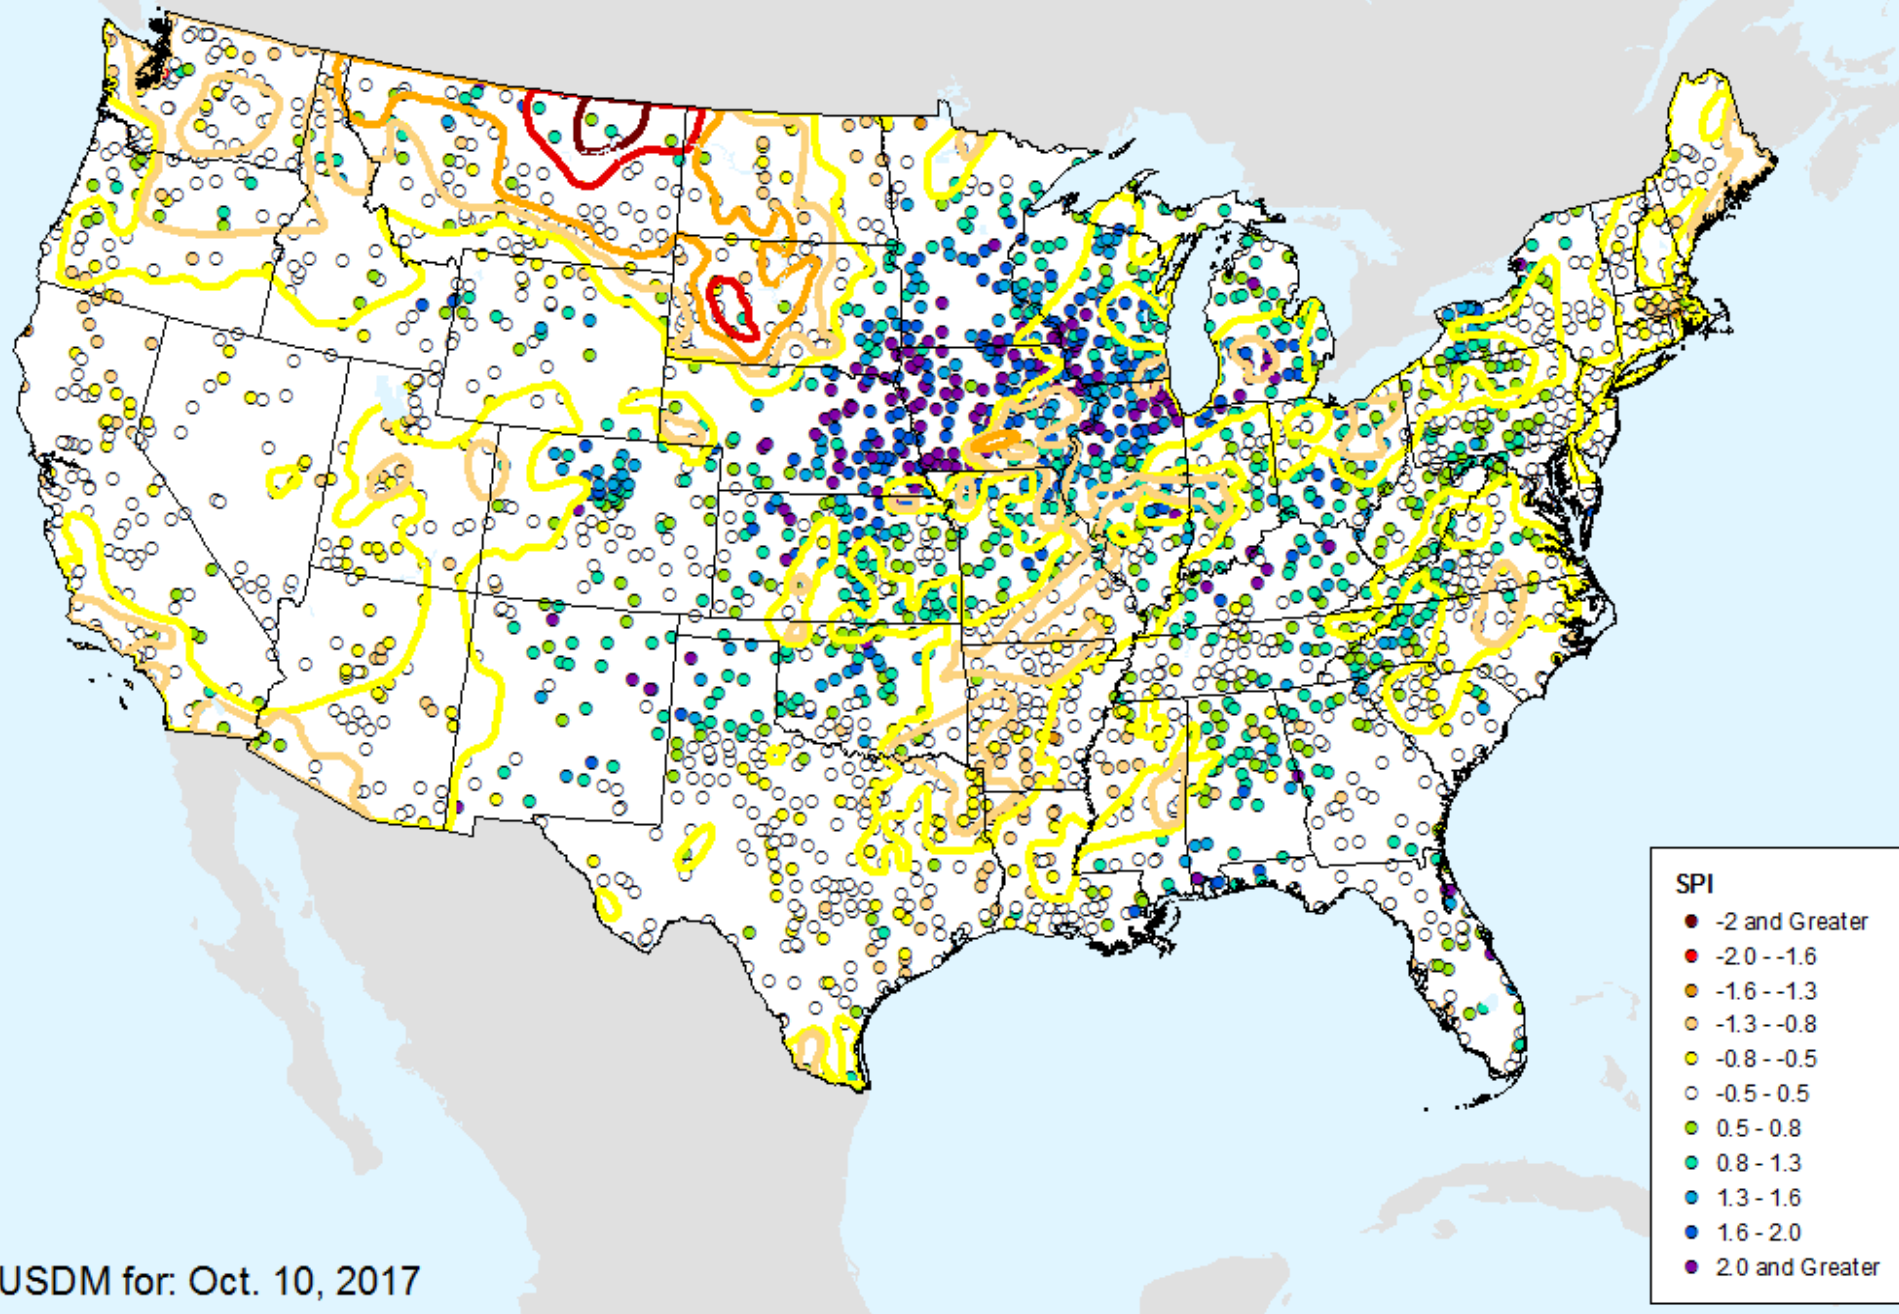 SPI
-2 and Greater
-2.0 - -1.6
-1.6 - -1.3
-1.3 - -0.8
-0.8 - -0.5
-0.5 - 0.5
0.5 - 0.8
0.8 - 1.3
1.3 - 1.6
1.6 - 2.0
2.0 and Greater
USDM for: Oct. 10, 2017